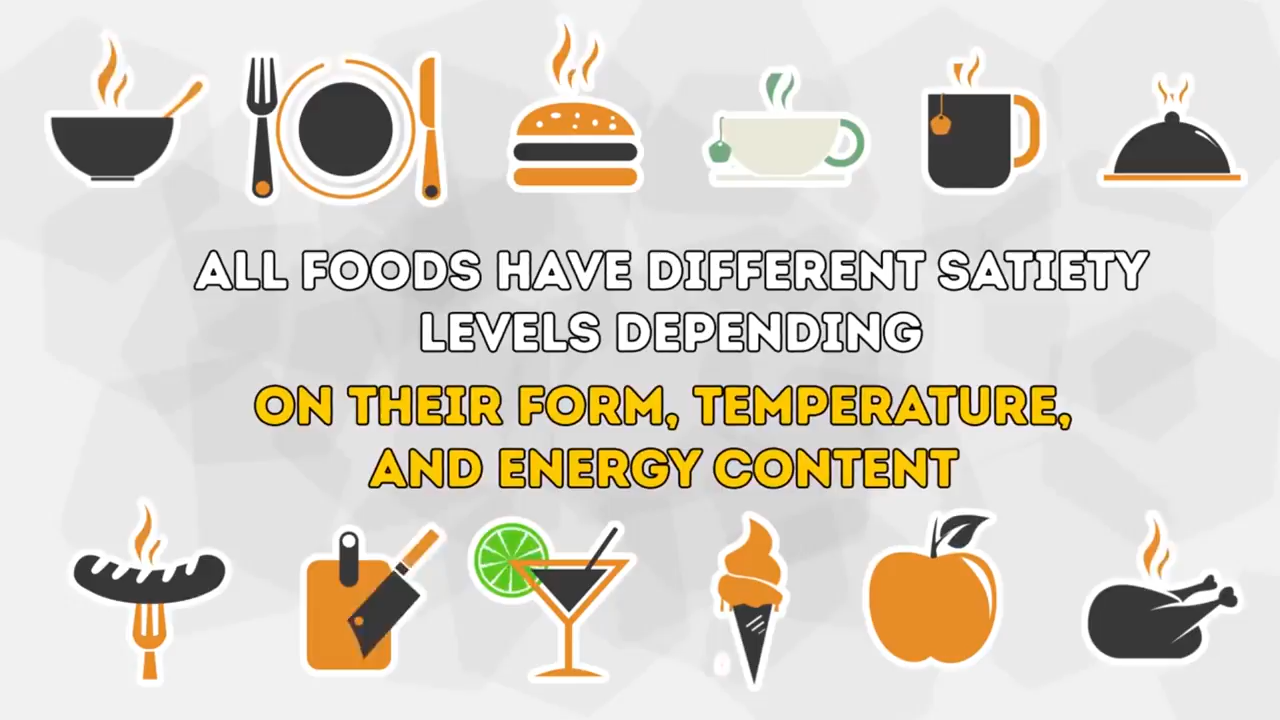 ALL FOODS HAVE DIFFERENT SATIETY
LEVELS DEPENDING
ON THEIR FORM, TEMPERATURE,
AND ENERGY CONTENT